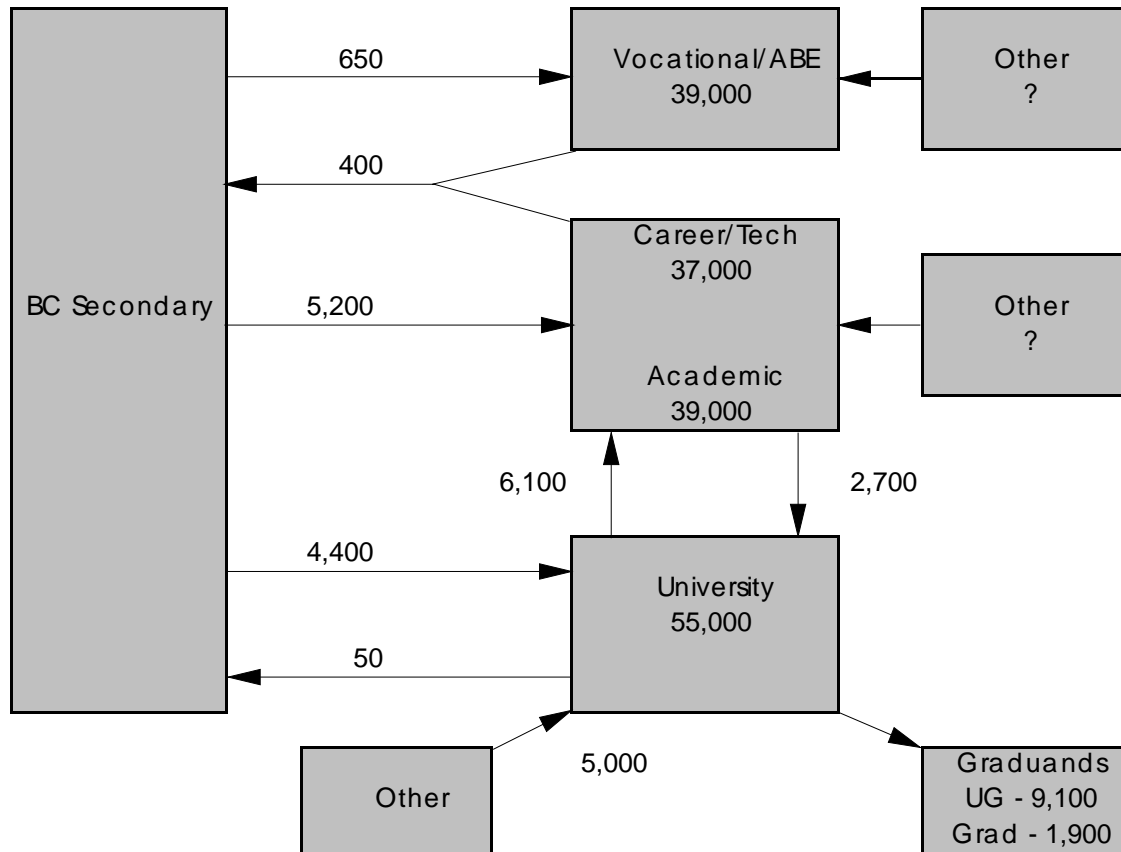 650
Vocational/ABE
39,000
Other
?
400
Career/Tech
37,000
BC Secondary
5,200
Other
?
Academic
39,000
6,100
2,700
4,400
University
55,000
50
Other
5,000
Graduands
UG - 9,100
Grad - 1,900